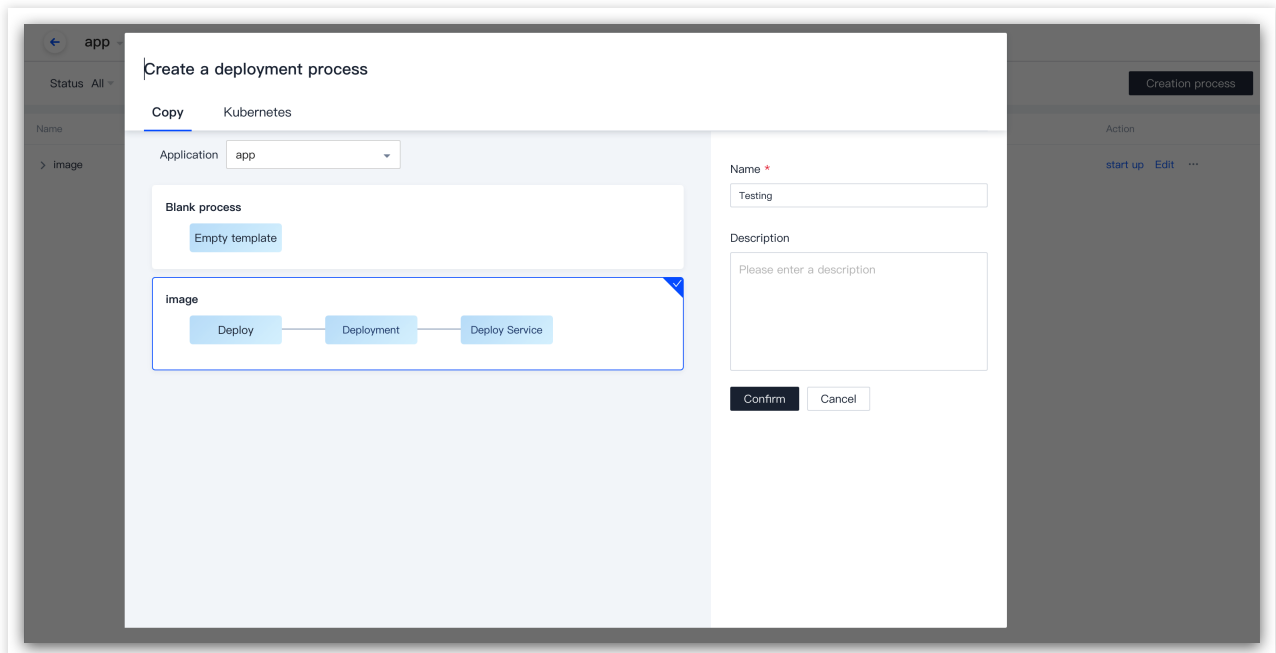 app
Status All
Creation process
Name
Action
image
start up Edit ···
Create a deployment process
Copy Kubernetes
Application app
Blank process
Empty template
image
Deploy Deployment Deploy Service
Name *
Testing
Description
Please enter a description
Confirm Cancel